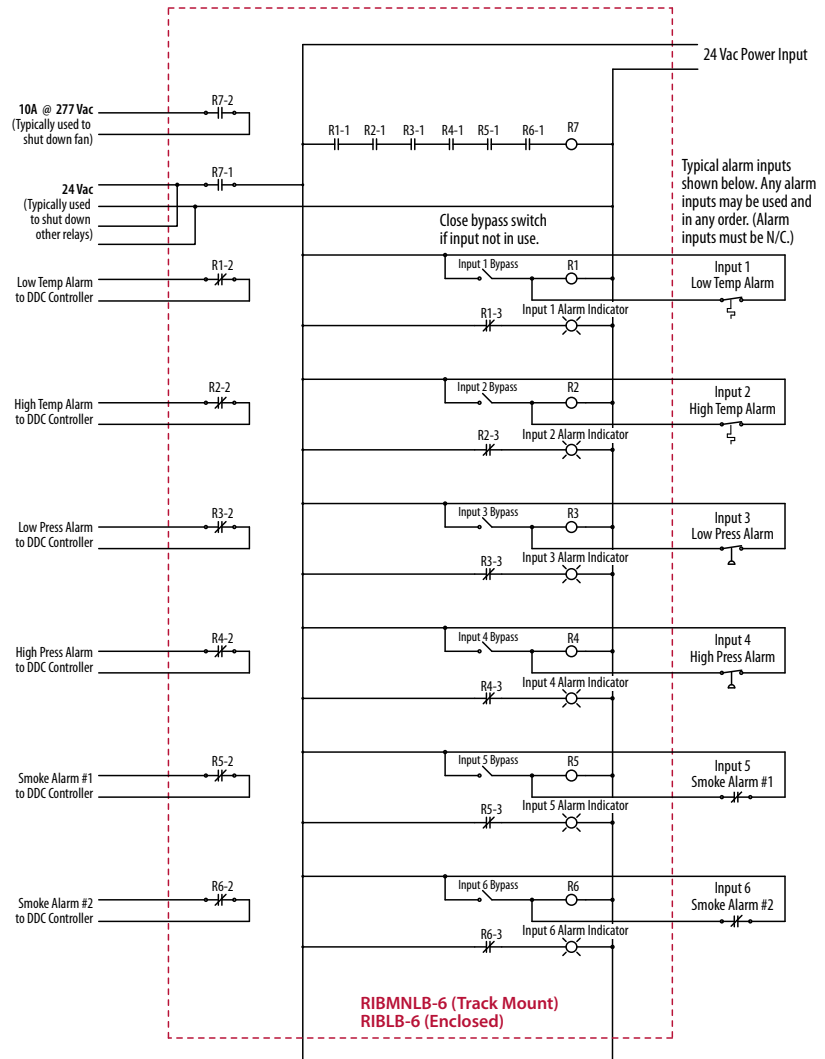 24 Vac Power Input
10A @ 277 Vac
(Typically used to
shut down fan)
R7-2
R1-1 R2-1 R3-1 R4-1 R5-1 R6-1 R7
24 Vac
(Typically used
to shut down
other relays)
R7-1
Typical alarm inputs
shown below. Any alarm
inputs may be used and
in any order. (Alarm
inputs must be N/C.)
Close bypass switch
if input not in use.
Low Temp Alarm
to DDC Controller
R1-2
Input 1 Bypass
R1
Input 1
Low Temp Alarm
R1-3
Input 1 Alarm Indicator
High Temp Alarm
to DDC Controller
R2-2
Input 2 Bypass
R2
Input 2
High Temp Alarm
R2-3
Input 2 Alarm Indicator
Low Press Alarm
to DDC Controller
R3-2
Input 3 Bypass
R3
Input 3
Low Press Alarm
R3-3
Input 3 Alarm Indicator
High Press Alarm
to DDC Controller
R4-2
Input 4 Bypass
R4
Input 4
High Press Alarm
R4-3
Input 4 Alarm Indicator
Smoke Alarm #1
to DDC Controller
R5-2
Input 5 Bypass
R5
Input 5
Smoke Alarm #1
R5-3
Input 5 Alarm Indicator
Smoke Alarm #2
to DDC Controller
R6-2
Input 6 Bypass
R6
Input 6
Smoke Alarm #2
R6-3
Input 6 Alarm Indicator
RIBMNLB-6 (Track Mount)
RIBLB-6 (Enclosed)